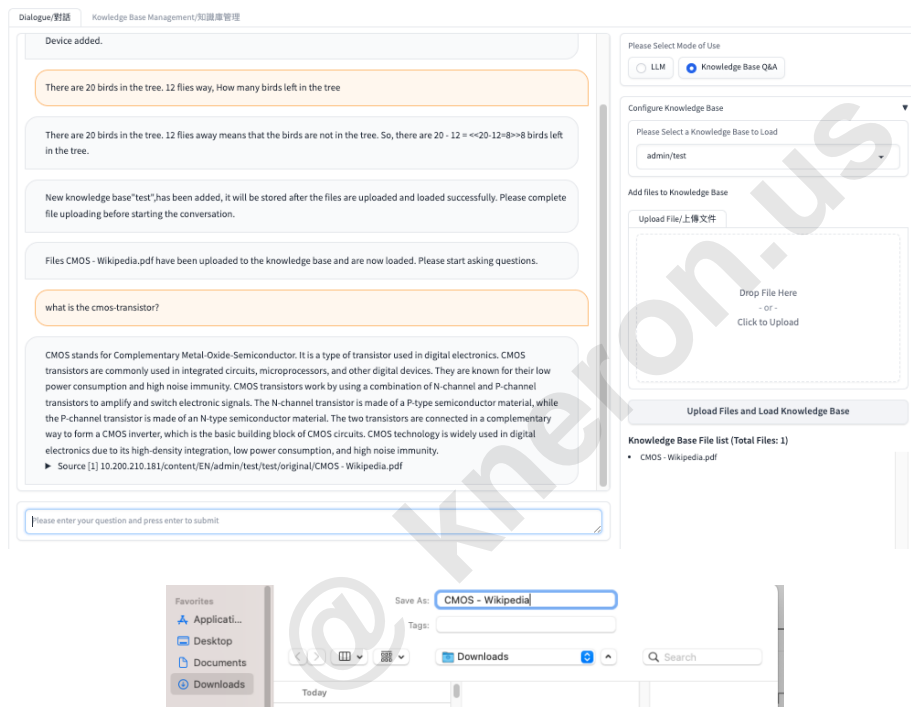 Dialogue/對話
Kowledge Base Management/知識庫管理
Device added.
There are 20 birds in the tree. 12 flies way, How many birds left in the tree
There are 20 birds in the tree. 12 flies away means that the birds are not in the tree. So, there are 20 - 12 = <<20-12=8>>8 birds left
in the tree.
New knowledge base"test",has been added, it will be stored after the files are uploaded and loaded successfully. Please complete
file uploading before starting the conversation.
Files CMOS - Wikipedia.pdf have been uploaded to the knowledge base and are now loaded. Please start asking questions.
what is the cmos-transistor?
CMOS stands for Complementary Metal-Oxide-Semiconductor. It is a type of transistor used in digital electronics. CMOS
transistors are commonly used in integrated circuits, microprocessors, and other digital devices. They are known for their low
power consumption and high noise immunity. CMOS transistors work by using a combination of N-channel and P-channel
transistors to amplify and switch electronic signals. The N-channel transistor is made of a P-type semiconductor material, while
the P-channel transistor is made of an N-type semiconductor material. The two transistors are connected in a complementary
way to form a CMOS inverter, which is the basic building block of CMOS circuits. CMOS technology is widely used in digital
electronics due to its high-density integration, low power consumption, and high noise immunity.
▶ Source [1] 10.200.210.181/content/EN/admin/test/test/original/CMOS - Wikipedia.pdf
Please enter your question and press enter to submit
Please Select Mode of Use
LLM
Knowledge Base Q&A
Configure Knowledge Base
Please Select a Knowledge Base to Load
admin/test
Add files to Knowledge Base
Upload File/上傳文件
Drop File Here
- or -
Click to Upload
Upload Files and Load Knowledge Base
Knowledge Base File list (Total Files: 1)
• CMOS - Wikipedia.pdf
@ kneron.us
Favorites
Applicati...
Desktop
Documents
Downloads
Save As:
CMOS - Wikipedia
Tags:
Downloads
Search
Today